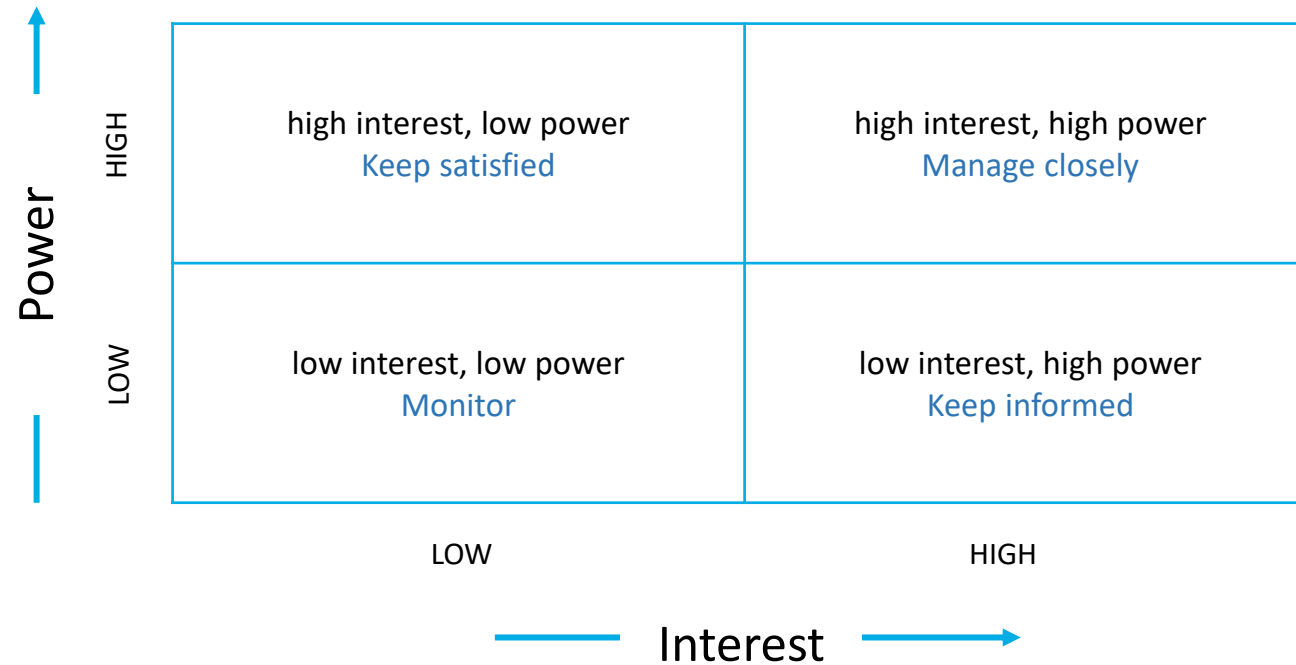 Power
HIGH
high interest, low power
Keep satisfied
high interest, high power
Manage closely
LOW
low interest, low power
Monitor
low interest, high power
Keep informed
LOW
HIGH
Interest